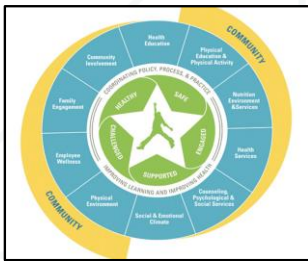 COMMUNITY
Health
Education
Physical
Education &
Physical Activity
Nutrition
Environment
&Services
Health
Services
Counseling,
Psychological &
Social Services
Social & Emotional
Climate
Physical
Environment
Employee
Wellness
Family
Engagement
Community
Involvement
COORDINATING POLICY, PROCESS, & PRACTICE
IMPROVING LEARNING AND IMPROVING HEALTH
HEALTHY
SAFE
ENGAGED
SUPPORTED
CHALLENGED
COMMUNITY